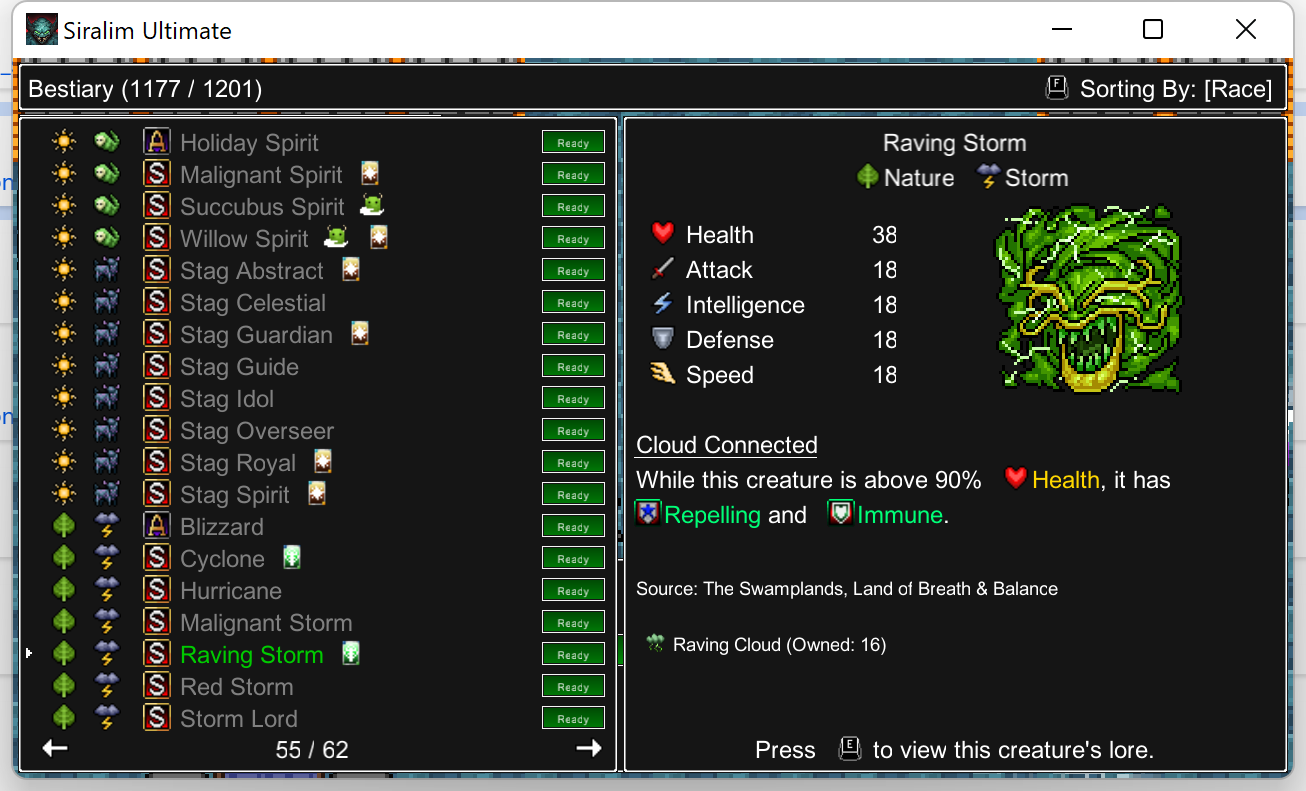 Siralim Ultimate
Bestiary (1177 / 1201)
F Sorting By: [Race]
A Holiday Spirit Ready
S Malignant Spirit Ready
S Succubus Spirit Ready
S Willow Spirit Ready
S Stag Abstract Ready
S Stag Celestial Ready
S Stag Guardian Ready
S Stag Guide Ready
S Stag Idol Ready
S Stag Overseer Ready
S Stag Royal Ready
S Stag Spirit Ready
A Blizzard Ready
S Cyclone Ready
S Hurricane Ready
S Malignant Storm Ready
S Raving Storm Ready
S Red Storm Ready
S Storm Lord Ready
55 / 62
Raving Storm
Nature Storm
Health 38
Attack 18
Intelligence 18
Defense 18
Speed 18
Cloud Connected
While this creature is above 90% Health, it has
Repelling and Immune.
Source: The Swamplands, Land of Breath & Balance
Raving Cloud (Owned: 16)
Press E to view this creature's lore.